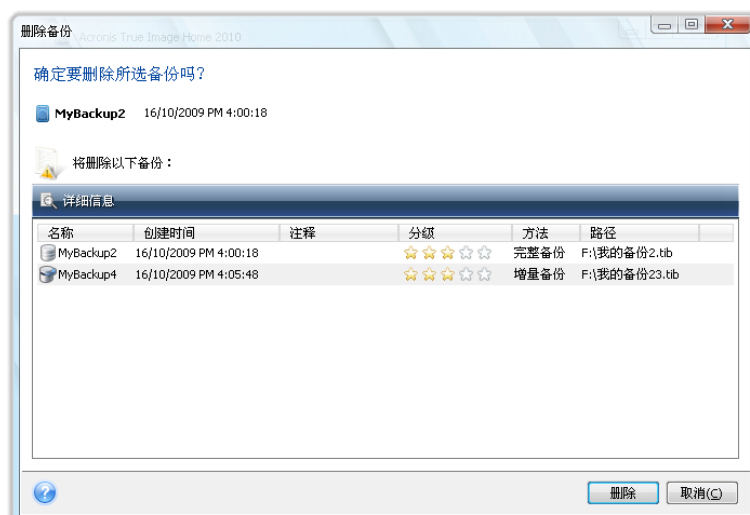 删除备份 Acronis True Image Home 2010
确定要删除所选备份吗？
MyBackup2 16/10/2009 PM 4:00:18
将删除以下备份：
详细信息
名称 创建时间 注释 分级 方法 路径
MyBackup2 16/10/2009 PM 4:00:18 完整备份 F:\我的备份2.tib
MyBackup4 16/10/2009 PM 4:05:48 增量备份 F:\我的备份23.tib
删除 取消(C)